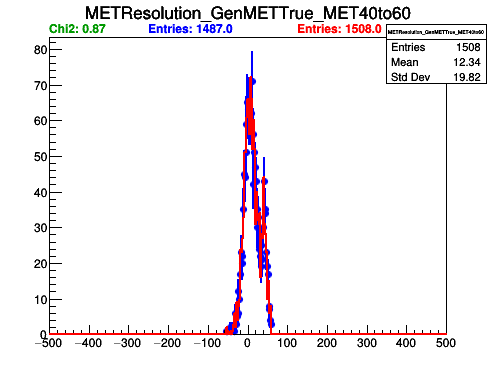 METResolution_GenMETTrue_MET40to60
Chi2: 0.87 Entries: 1487.0 Entries: 1508.0
METResolution_GenMETTrue_MET40to60
Entries 1508
Mean 12.34
Std Dev 19.82
80
70
60
50
40
30
20
10
0
−500 −400 −300 −200 −100 0 100 200 300 400 500